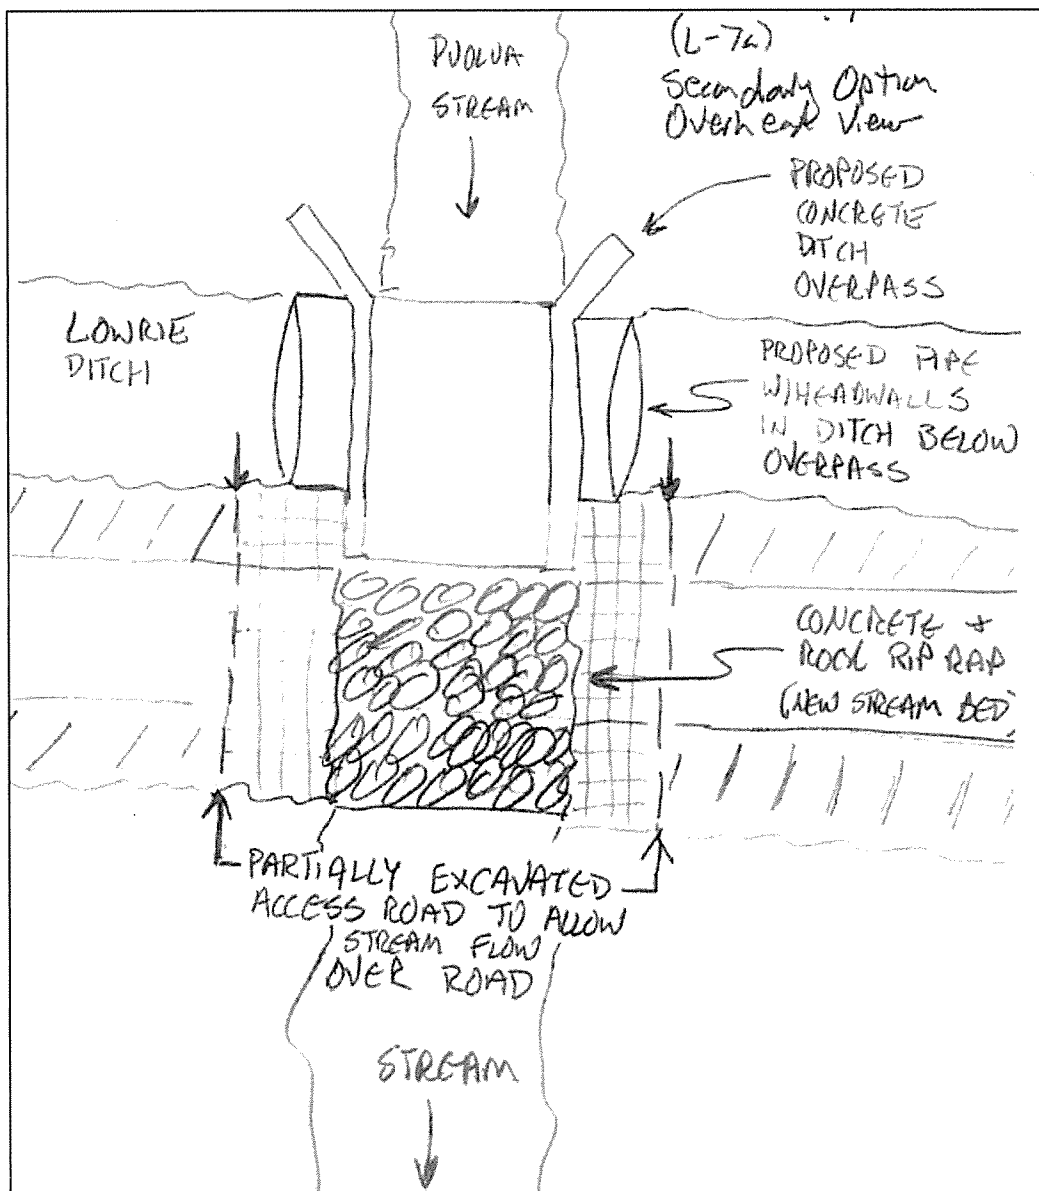 (L-7a)
Secondary Option
Overhead View
PUOLUA
STREAM
PROPOSED
CONCRETE
DITCH
OVERPASS
LOWRIE
DITCH
PROPOSED PIPE
W/HEADWALLS
IN DITCH BELOW
OVERPASS
CONCRETE +
ROCK RIP RAP
(NEW STREAM BED)
PARTIALLY EXCAVATED
ACCESS ROAD TO ALLOW
STREAM FLOW
OVER ROAD
STREAM